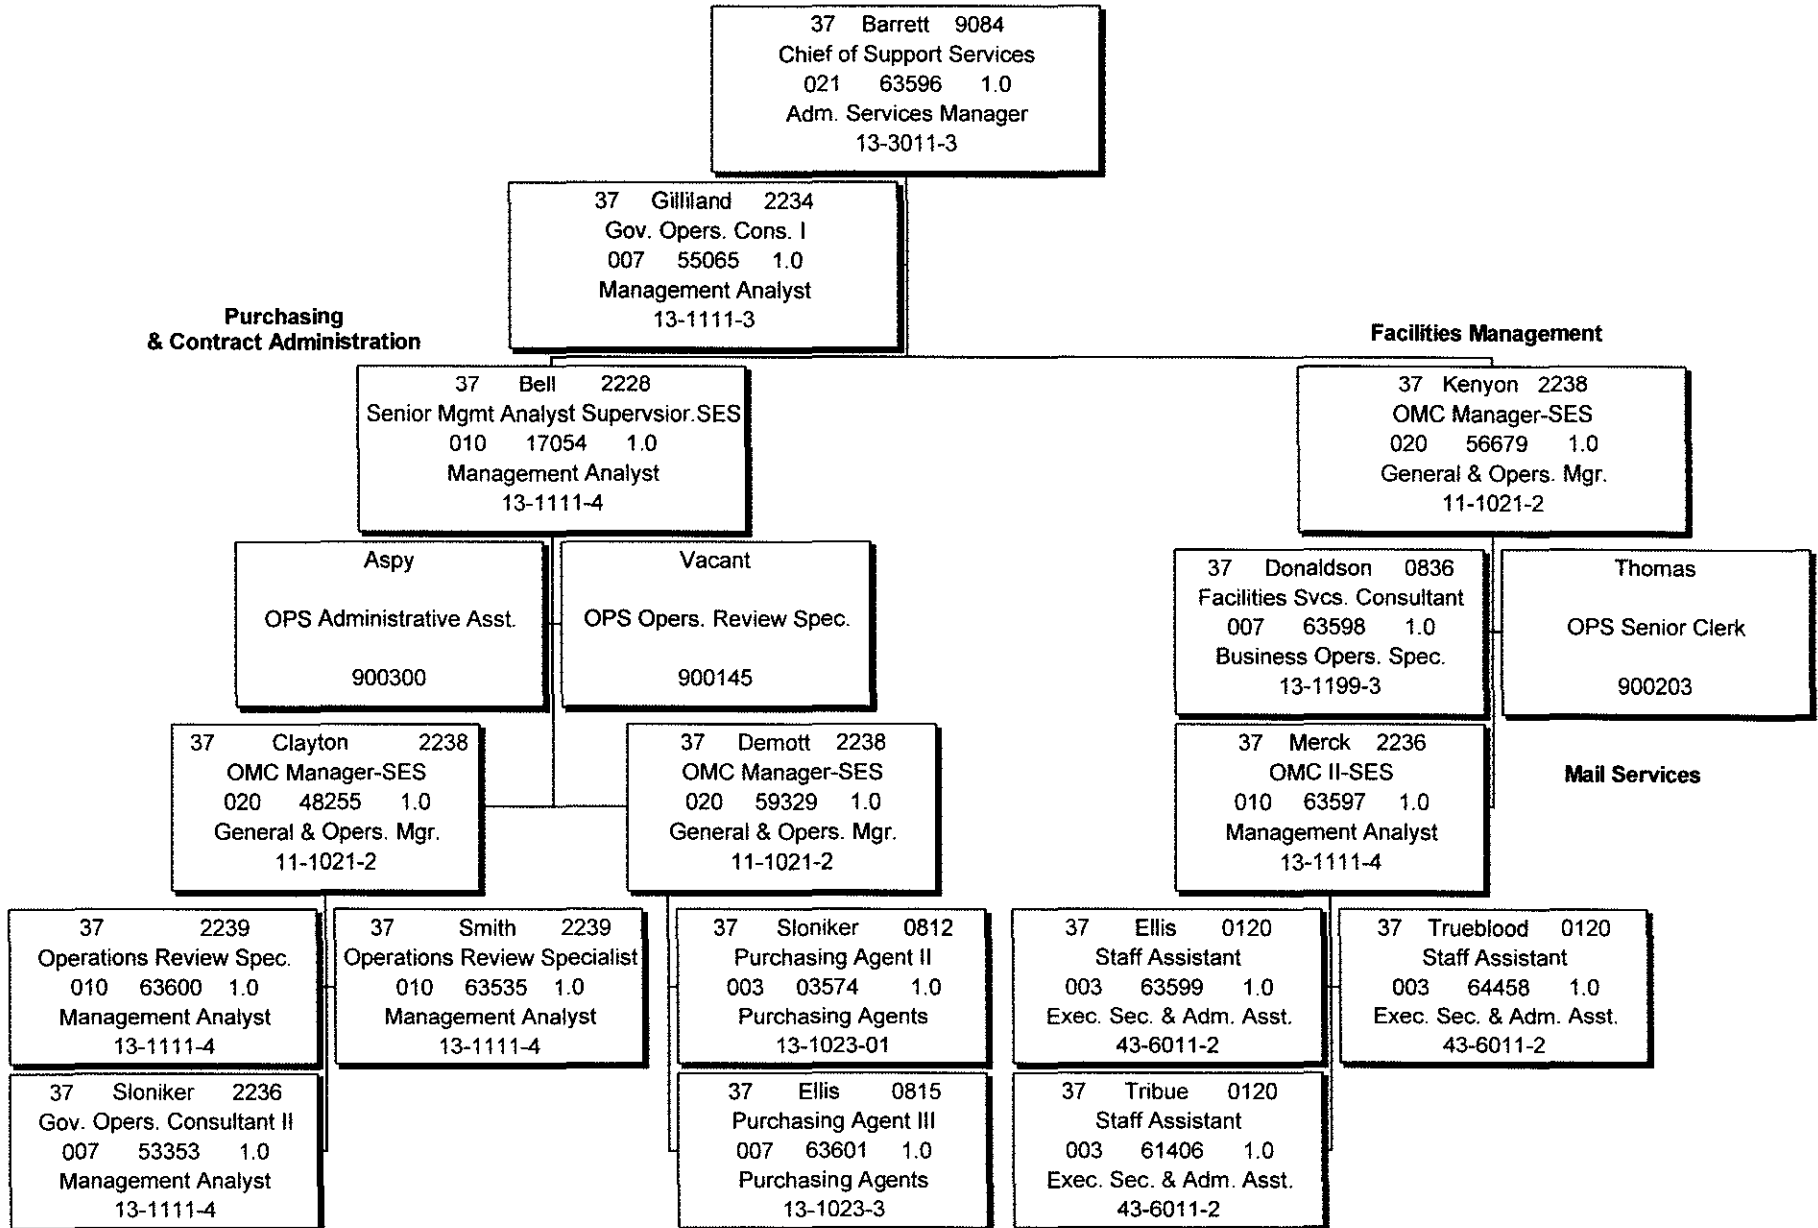 37 Barrett 9084
Chief of Support Services
021 63596 1.0
Adm. Services Manager
13-3011-3
37 Gilliland 2234
Gov. Opers. Cons. I
007 55065 1.0
Management Analyst
13-1111-3
Purchasing
& Contract Administration
Facilities Management
37 Bell 2228
Senior Mgmt Analyst Supervsior.SES
010 17054 1.0
Management Analyst
13-1111-4
37 Kenyon 2238
OMC Manager-SES
020 56679 1.0
General & Opers. Mgr.
11-1021-2
Aspy
OPS Administrative Asst.
900300
Vacant
OPS Opers. Review Spec.
900145
37 Donaldson 0836
Facilities Svcs. Consultant
007 63598 1.0
Business Opers. Spec.
13-1199-3
Thomas
OPS Senior Clerk
900203
37 Clayton 2238
OMC Manager-SES
020 48255 1.0
General & Opers. Mgr.
11-1021-2
37 Demott 2238
OMC Manager-SES
020 59329 1.0
General & Opers. Mgr.
11-1021-2
37 Merck 2236
OMC II-SES
010 63597 1.0
Management Analyst
13-1111-4
Mail Services
37 2239
Operations Review Spec.
010 63600 1.0
Management Analyst
13-1111-4
37 Smith 2239
Operations Review Specialist
010 63535 1.0
Management Analyst
13-1111-4
37 Sloniker 0812
Purchasing Agent II
003 03574 1.0
Purchasing Agents
13-1023-01
37 Ellis 0120
Staff Assistant
003 63599 1.0
Exec. Sec. & Adm. Asst.
43-6011-2
37 Trueblood 0120
Staff Assistant
003 64458 1.0
Exec. Sec. & Adm. Asst.
43-6011-2
37 Sloniker 2236
Gov. Opers. Consultant II
007 53353 1.0
Management Analyst
13-1111-4
37 Ellis 0815
Purchasing Agent III
007 63601 1.0
Purchasing Agents
13-1023-3
37 Tribue 0120
Staff Assistant
003 61406 1.0
Exec. Sec. & Adm. Asst.
43-6011-2